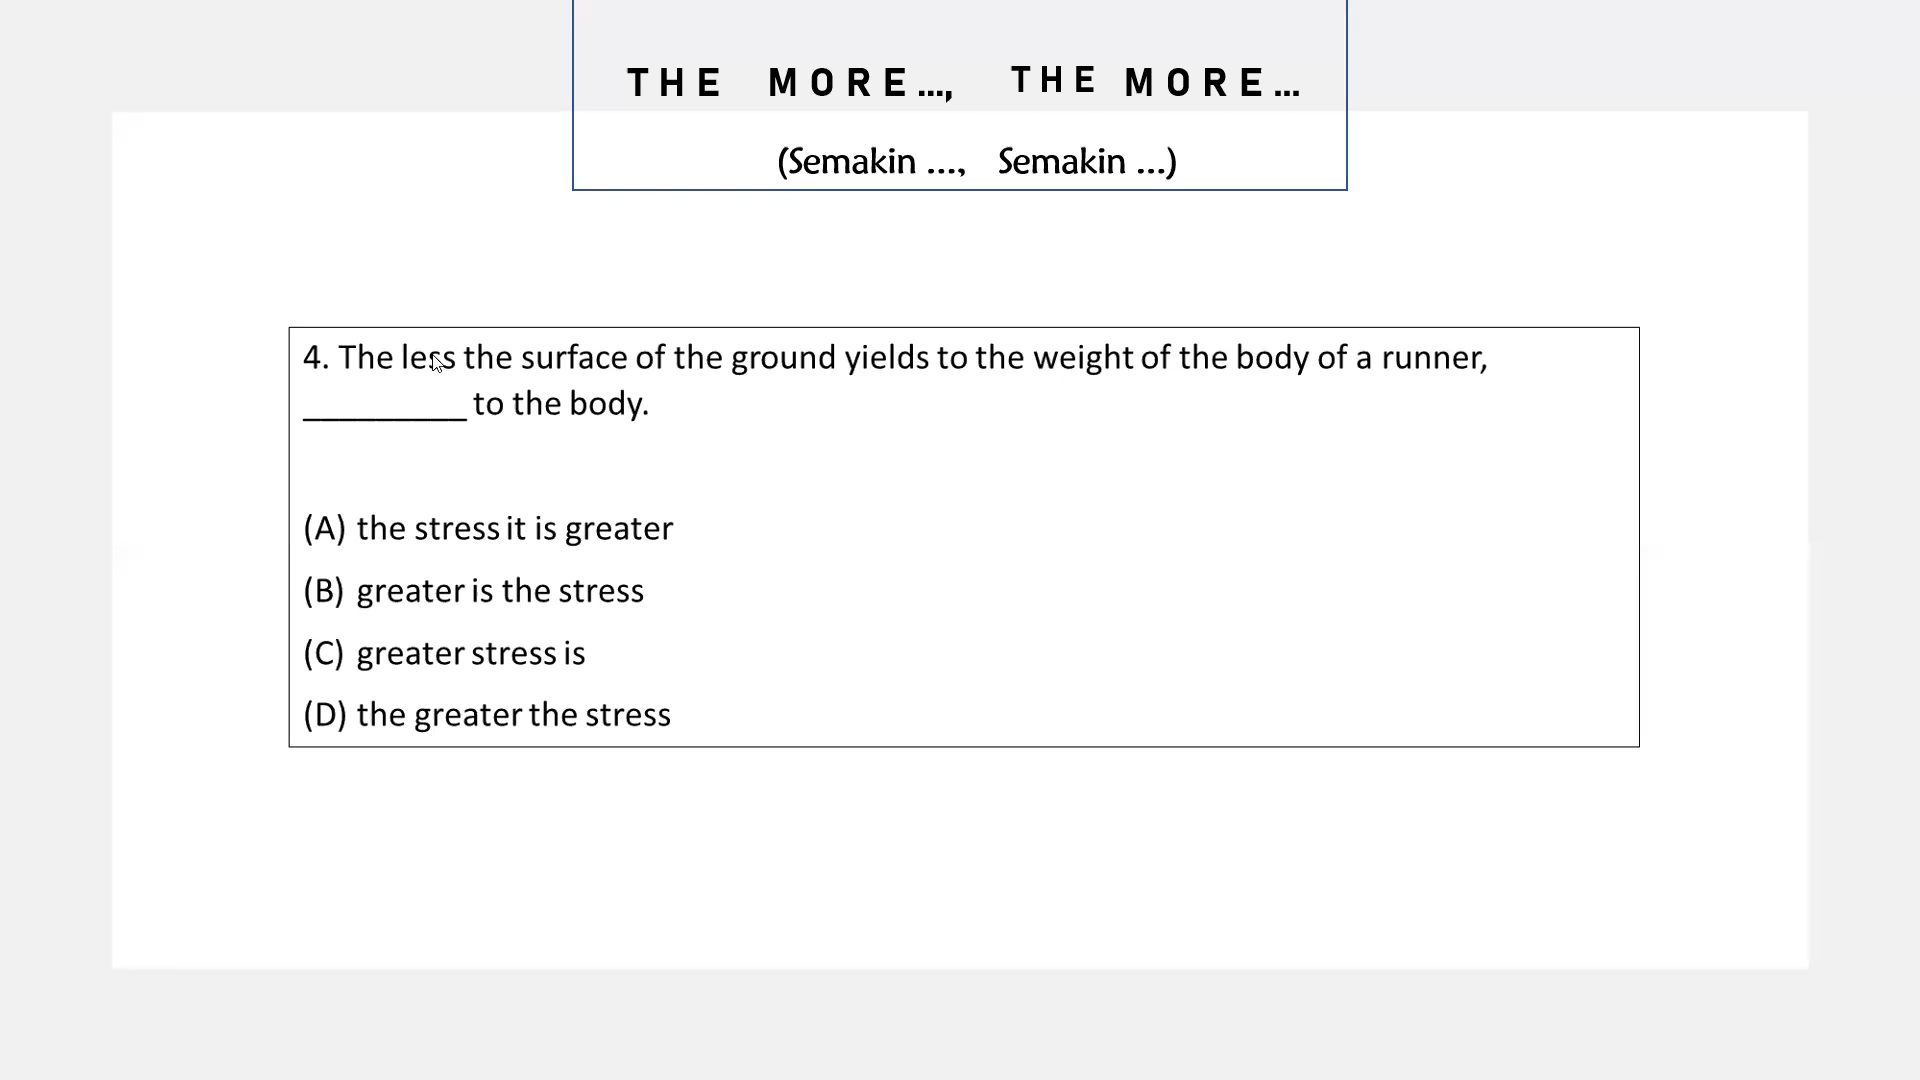 THE MORE..., THE MORE...
(Semakin ..., Semakin ...)
4. The less the surface of the ground yields to the weight of the body of a runner,
_________ to the body.
(A) the stress it is greater
(B) greater is the stress
(C) greater stress is
(D) the greater the stress